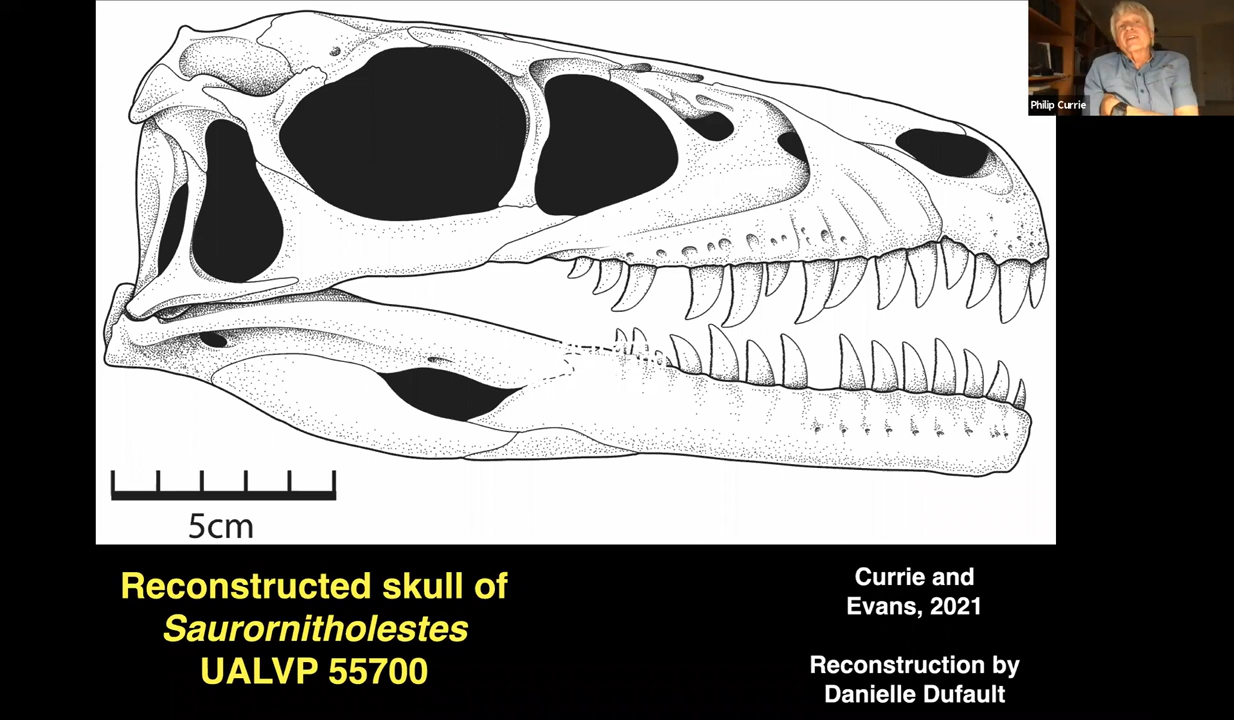 Philip Currie
5cm
Reconstructed skull of
Saurornitholestes
UALVP 55700
Currie and
Evans, 2021
Reconstruction by
Danielle Dufault